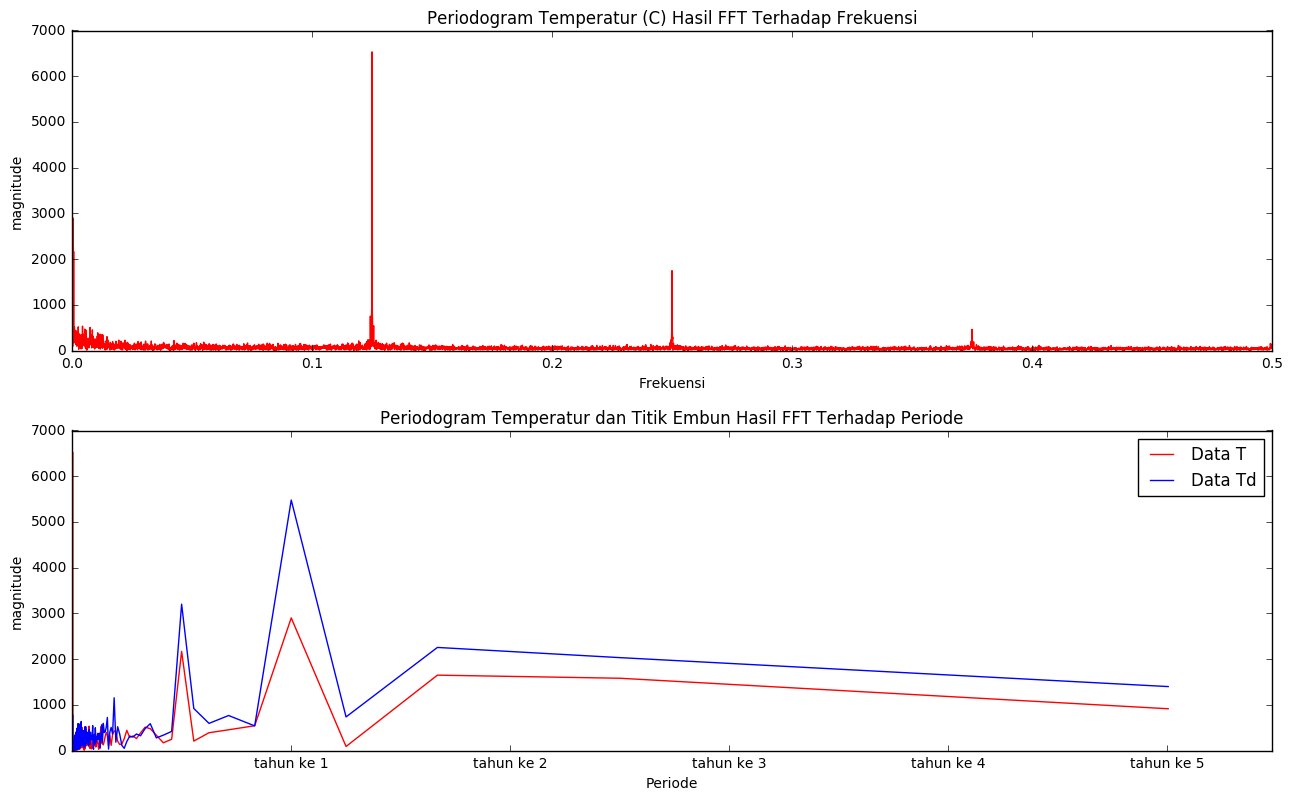 Periodogram Temperatur (C) Hasil FFT Terhadap Frekuensi
7000
6000
5000
4000
3000
2000
1000
0
magnitude
0.0 0.1 0.2 0.3 0.4 0.5
Frekuensi
Periodogram Temperatur dan Titik Embun Hasil FFT Terhadap Periode
7000
6000
5000
4000
3000
2000
1000
0
magnitude
Data T
Data Td
tahun ke 1 tahun ke 2 tahun ke 3 tahun ke 4 tahun ke 5
Periode